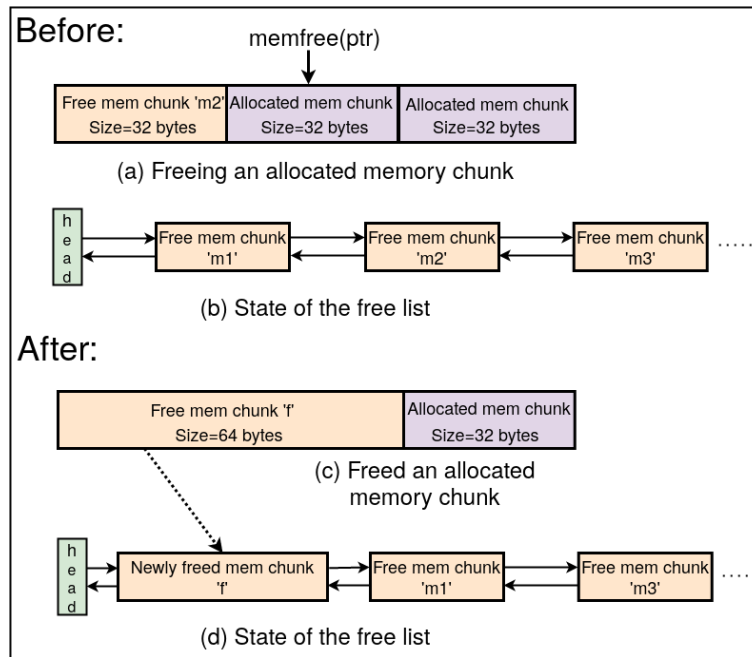 Before:
memfree(ptr)
Free mem chunk 'm2'
Size=32 bytes
Allocated mem chunk
Size=32 bytes
Allocated mem chunk
Size=32 bytes
(a) Freeing an allocated memory chunk
h
e
a
d
Free mem chunk
'm1'
Free mem chunk
'm2'
Free mem chunk
'm3'
.....
(b) State of the free list
After:
Free mem chunk 'f'
Size=64 bytes
Allocated mem chunk
Size=32 bytes
(c) Freed an allocated
memory chunk
h
e
a
d
Newly freed mem chunk
'f'
Free mem chunk
'm1'
Free mem chunk
'm3'
....
(d) State of the free list